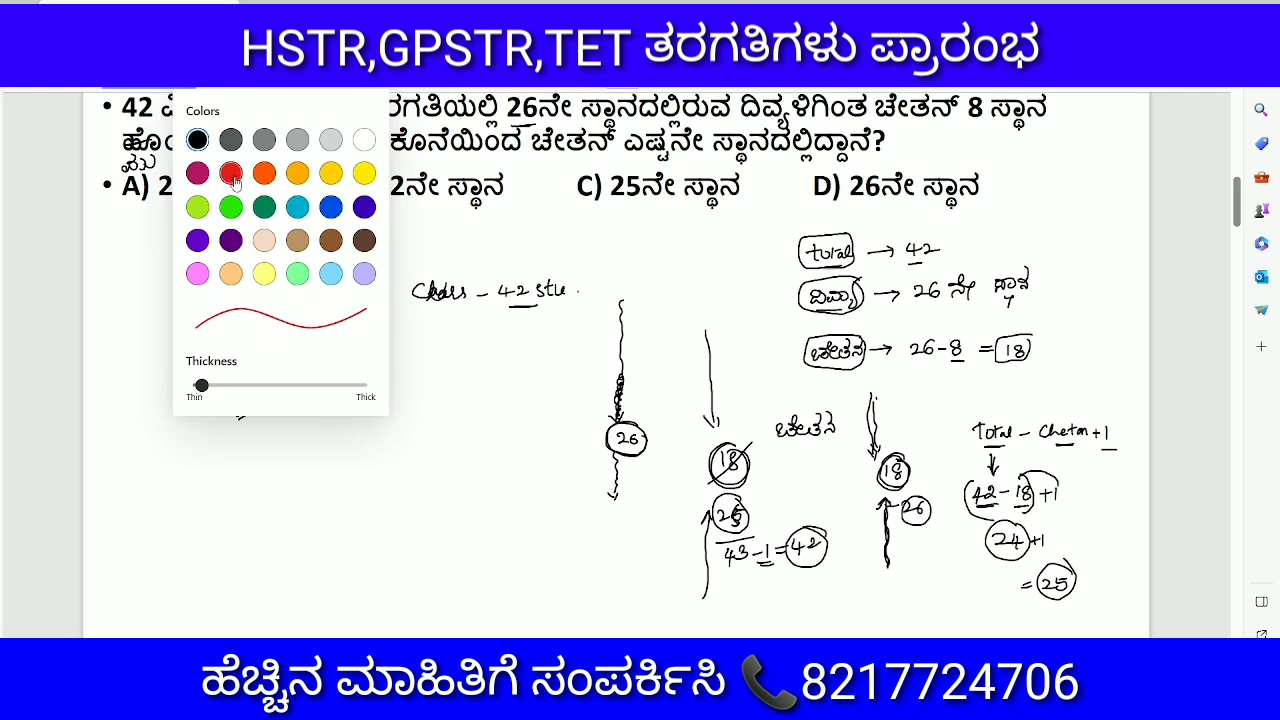 HSTR,GPSTR,TET ತರಗತಿಗಳು ಪ್ರಾರಂಭ
• 42 ರಗತಿಯಲ್ಲಿ 26ನೇ ಸ್ಥಾನದಲ್ಲಿರುವ ದಿವ್ಯಳಿಗಿಂತ ಚೇತನ್ 8 ಸ್ಥಾನ
ಕೊನೆಯಿಂದ ಚೇತನ್ ಎಷ್ಟನೇ ಸ್ಥಾನದಲ್ಲಿದ್ದಾನೆ?
• A) 2 2ನೇ ಸ್ಥಾನ C) 25ನೇ ಸ್ಥಾನ D) 26ನೇ ಸ್ಥಾನ
Colors
Thickness
Thin Thick
Class - 42 stu.
total → 42
ದಿವ್ಯಾ → 26 ನೇ ಸ್ಥಾನ
ಚೇತನ → 26-8 = 18
26
18
25
43-1=42
ಚೇತನ
18
26
total - chetan+1
42-18+1
24+1
=25
ಹೆಚ್ಚಿನ ಮಾಹಿತಿಗೆ ಸಂಪರ್ಕಿಸಿ 8217724706